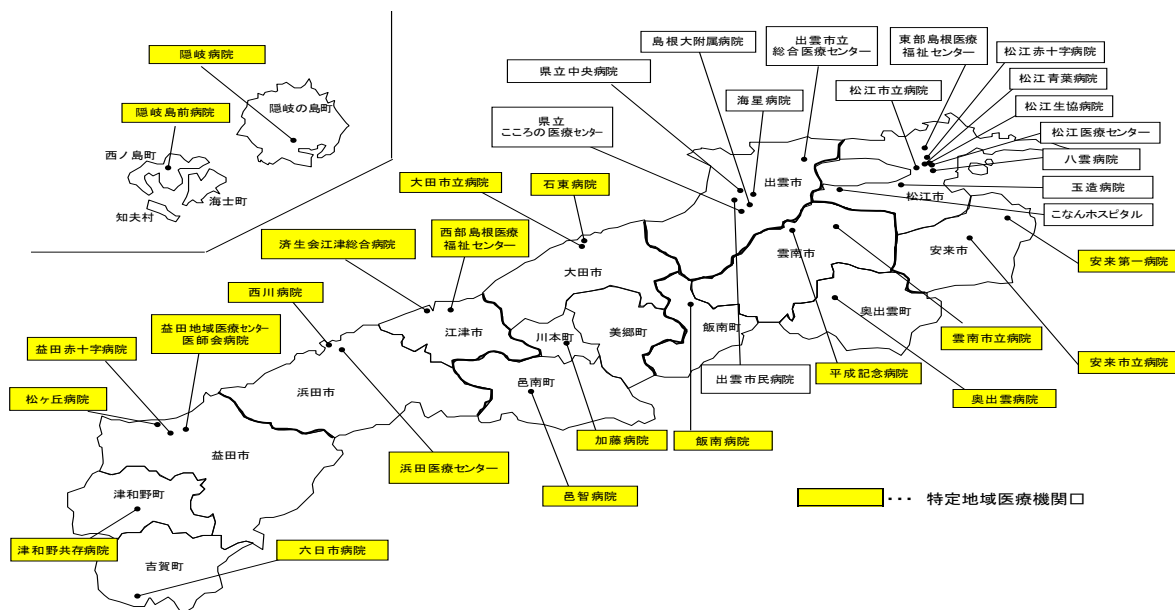 隠岐病院
隠岐島前病院
隠岐の島町
西ノ島町
海士町
知夫村
島根大附属病院
県立中央病院
県立
こころの医療センター
海星病院
出雲市立
総合医療センター
東部島根医療
福祉センター
松江市立病院
松江赤十字病院
松江青葉病院
松江生協病院
松江医療センター
八雲病院
玉造病院
こなんホスピタル
出雲市
松江市
安来市
雲南市
奥出雲町
飯南町
美郷町
川本町
大田市
邑南町
江津市
浜田市
益田市
津和野町
吉賀町
大田市立病院
石東病院
済生会江津総合病院
西部島根医療
福祉センター
西川病院
益田地域医療センター
医師会病院
益田赤十字病院
松ヶ丘病院
安来第一病院
安来市立病院
雲南市立病院
奥出雲病院
平成記念病院
出雲市民病院
飯南病院
加藤病院
邑智病院
浜田医療センター
津和野共存病院
六日市病院
・・・ 特定地域医療機関口